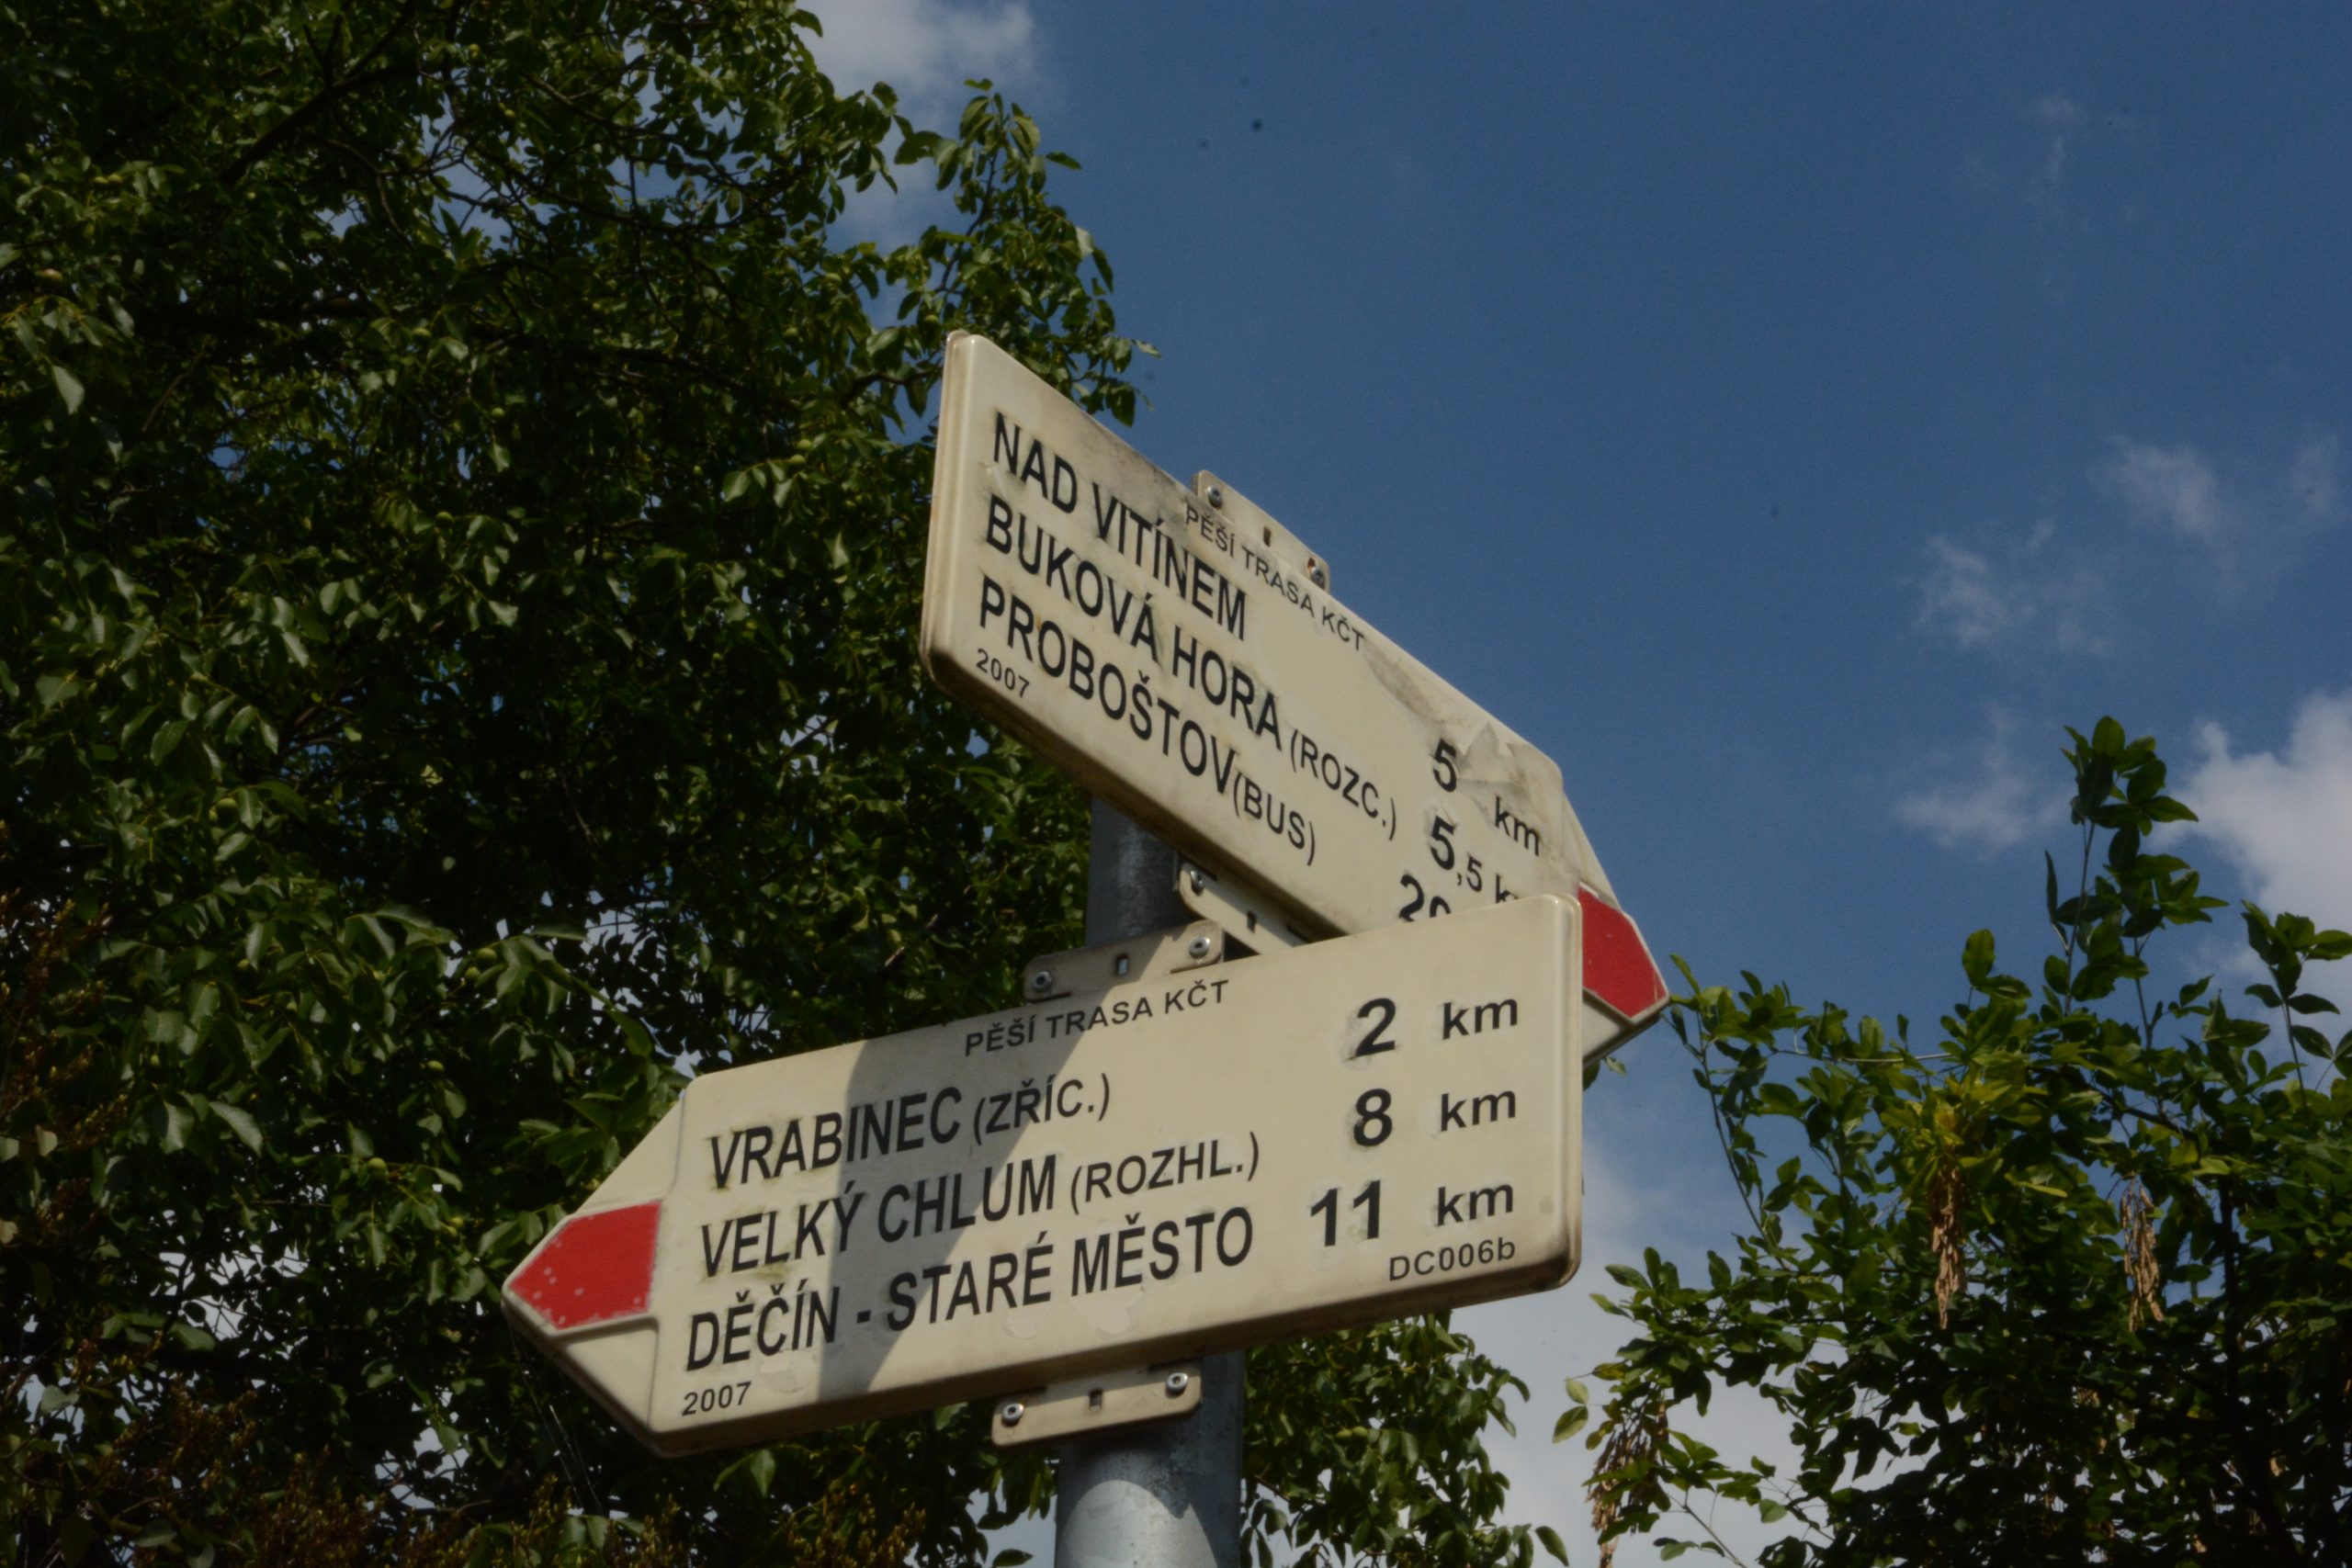 PĚŠÍ TRASA KČT
NAD VITÍNEM 5 km
BUKOVÁ HORA (ROZC.) 5,5
PROBOŠTOV(BUS)
2007
PĚŠÍ TRASA KČT
VRABINEC (ZŘÍC.) 2 km
VELKÝ CHLUM (ROZHL.) 8 km
DĚČÍN - STARÉ MĚSTO 11 km
2007 DC006b